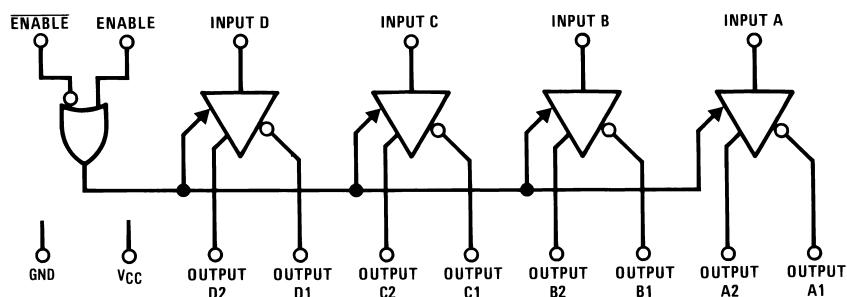 ENABLE ENABLE INPUT D INPUT C INPUT B INPUT A
GND VCC OUTPUT D2 OUTPUT D1 OUTPUT C2 OUTPUT C1 OUTPUT B2 OUTPUT B1 OUTPUT A2 OUTPUT A1